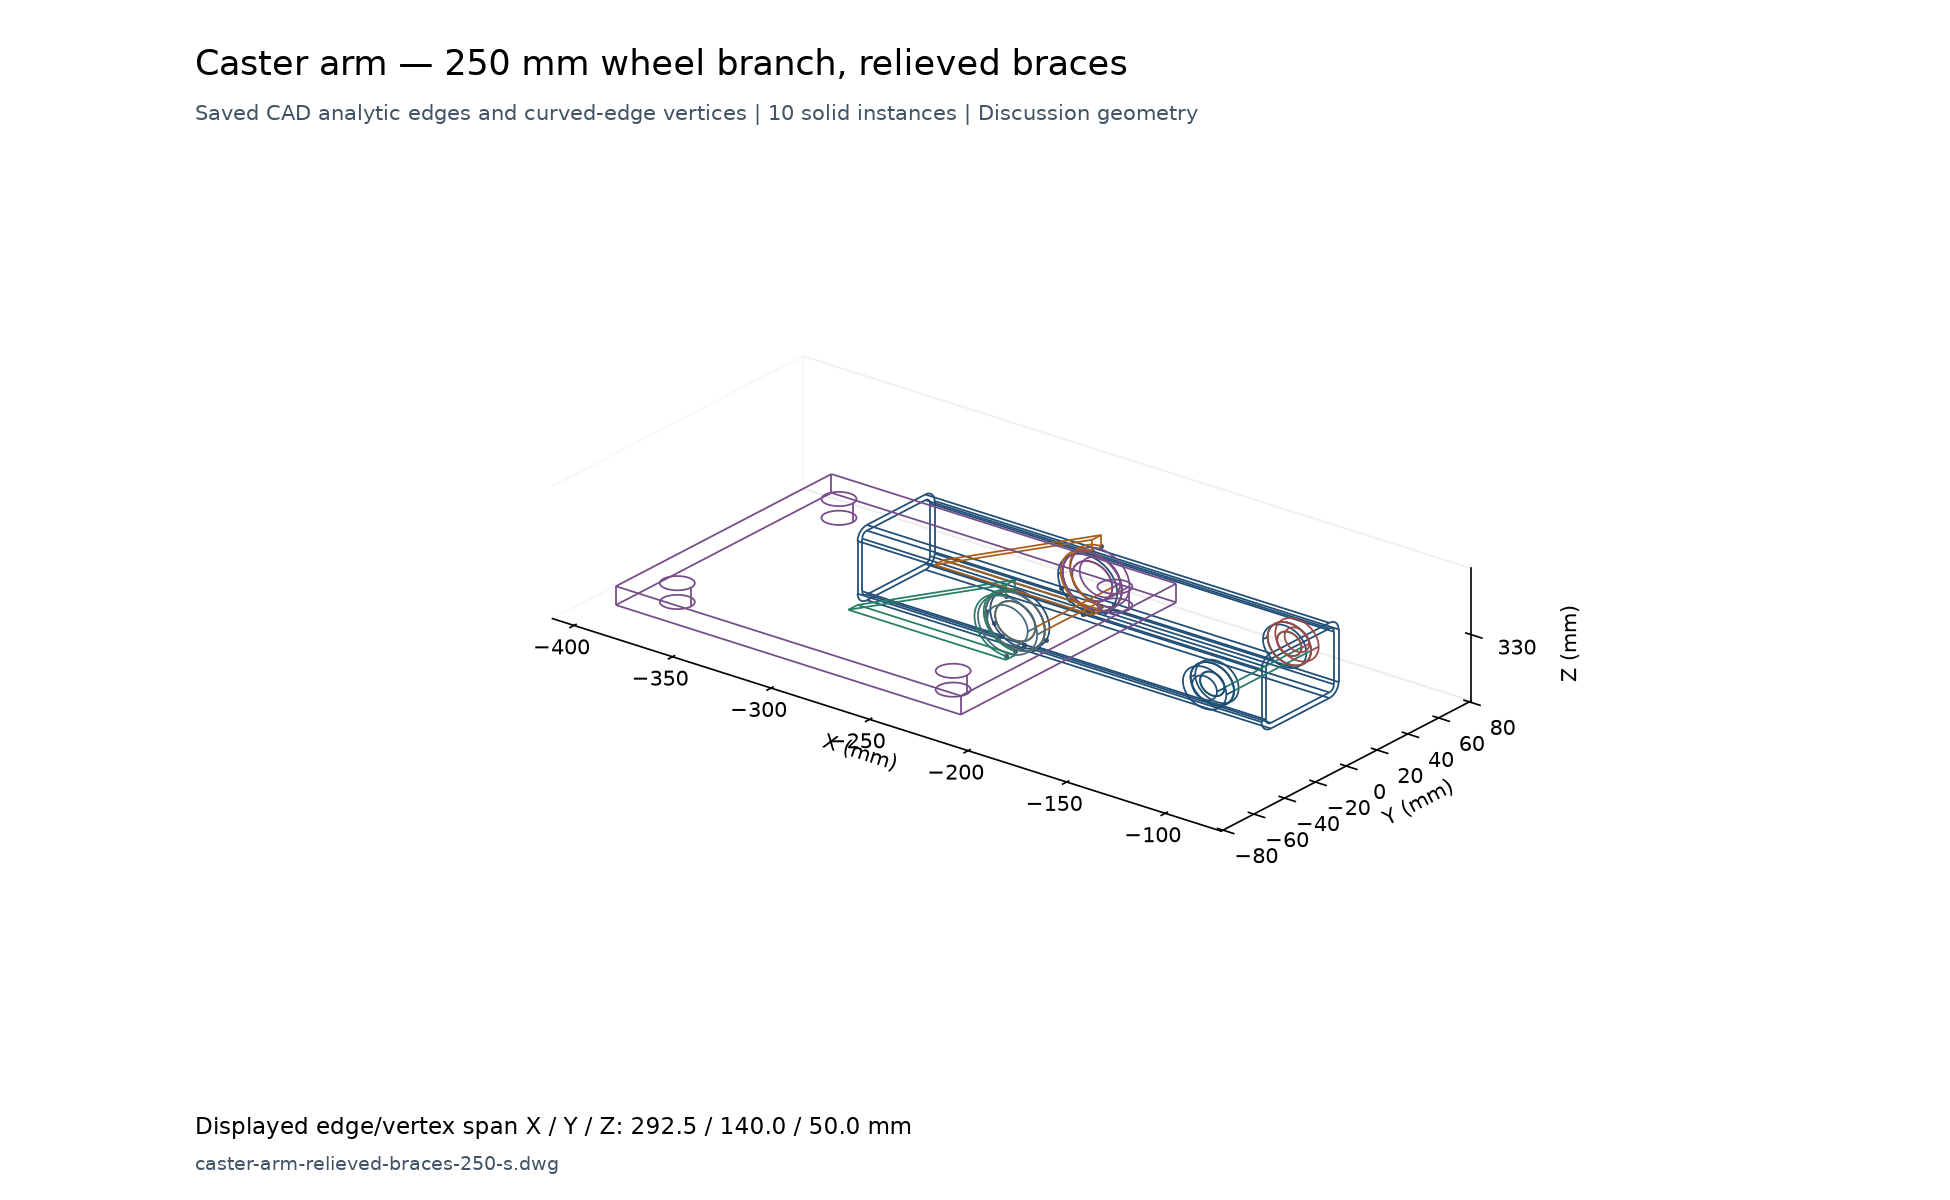 Caster arm — 250 mm wheel branch, relieved braces
Saved CAD analytic edges and curved-edge vertices | 10 solid instances | Discussion geometry
330
Z (mm)
−400
−350
−300
−250
−200
−150
−100
X (mm)
80
60
40
20
0
−20
−40
−60
−80
Y (mm)
Displayed edge/vertex span X / Y / Z: 292.5 / 140.0 / 50.0 mm
caster-arm-relieved-braces-250-s.dwg